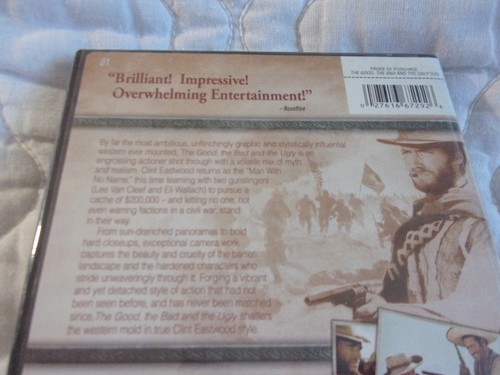 PROOF OF PURCHASE
THE GOOD, THE BAD AND THE UGLY DVD
"Brilliant! Impressive!
Overwhelming Entertainment!"
- Boxoffice
0 27616 67292 4
By far the most ambitious, unflinchingly graphic and stylistically influential
western ever mounted, The Good, the Bad and the Ugly is an
engrossing actioner shot through with a volatile mix of myth
and realism. Clint Eastwood returns as the "Man With
No Name," this time teaming with two gunslingers
(Lee Van Cleef and Eli Wallach) to pursue a
cache of $200,000 – and letting no one, not
even warring factions in a civil war, stand
in their way.
From sun-drenched panoramas to bold
hard closeups, exceptional camera work
captures the beauty and cruelty of the barren
landscape and the hardened characters who
stride unwaveringly through it. Forging a vibrant
and yet detached style of action that had not
been seen before, and has never been matched
since, The Good, the Bad and the Ugly shatters
the western mold in true Clint Eastwood style.